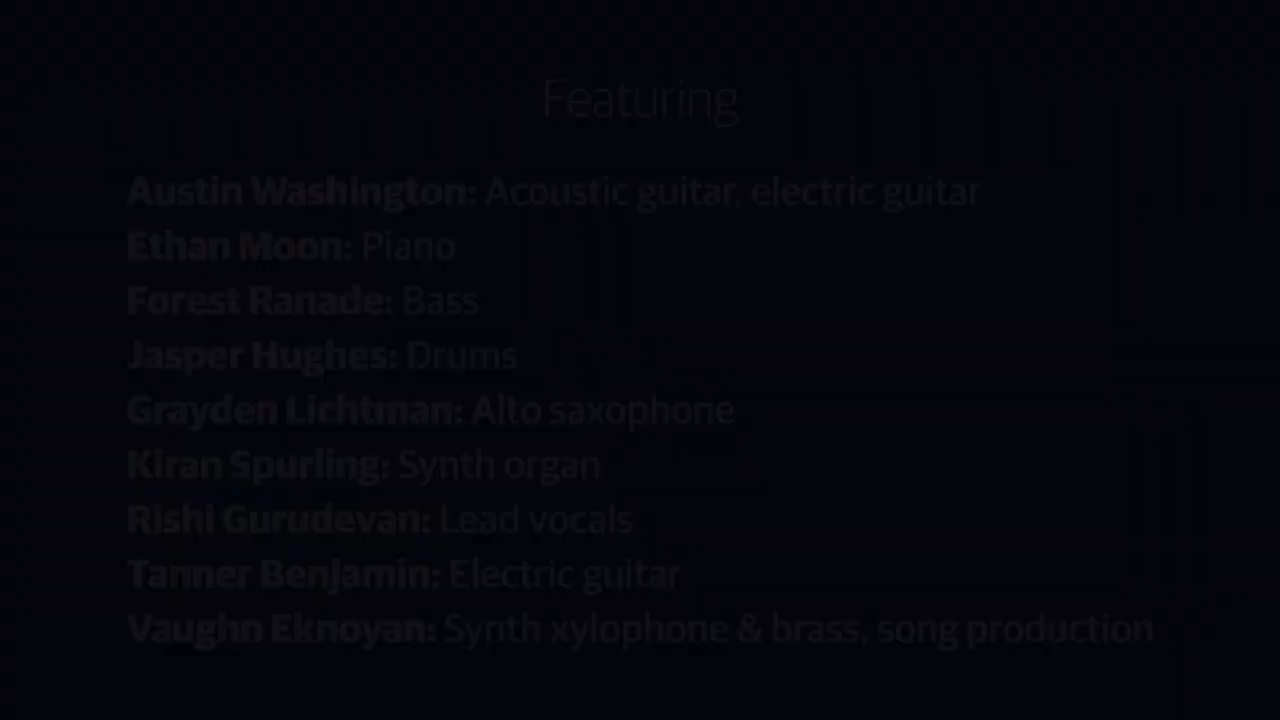 Featuring
Austin Washington: Acoustic guitar, electric guitar
Ethan Moon: Piano
Forest Ranade: Bass
Jasper Hughes: Drums
Grayden Lichtman: Alto saxophone
Kiran Spurling: Synth organ
Rishi Gurudevan: Lead vocals
Tanner Benjamin: Electric guitar
Vaughn Eknoyan: Synth xylophone & brass, song production